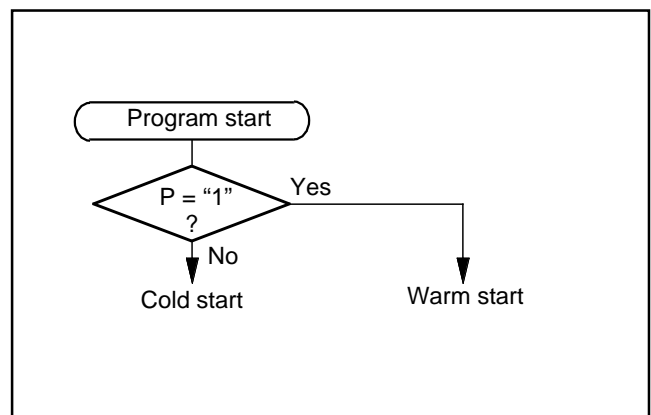 Program start
P = “1”
?
Yes
No
Cold start
Warm start